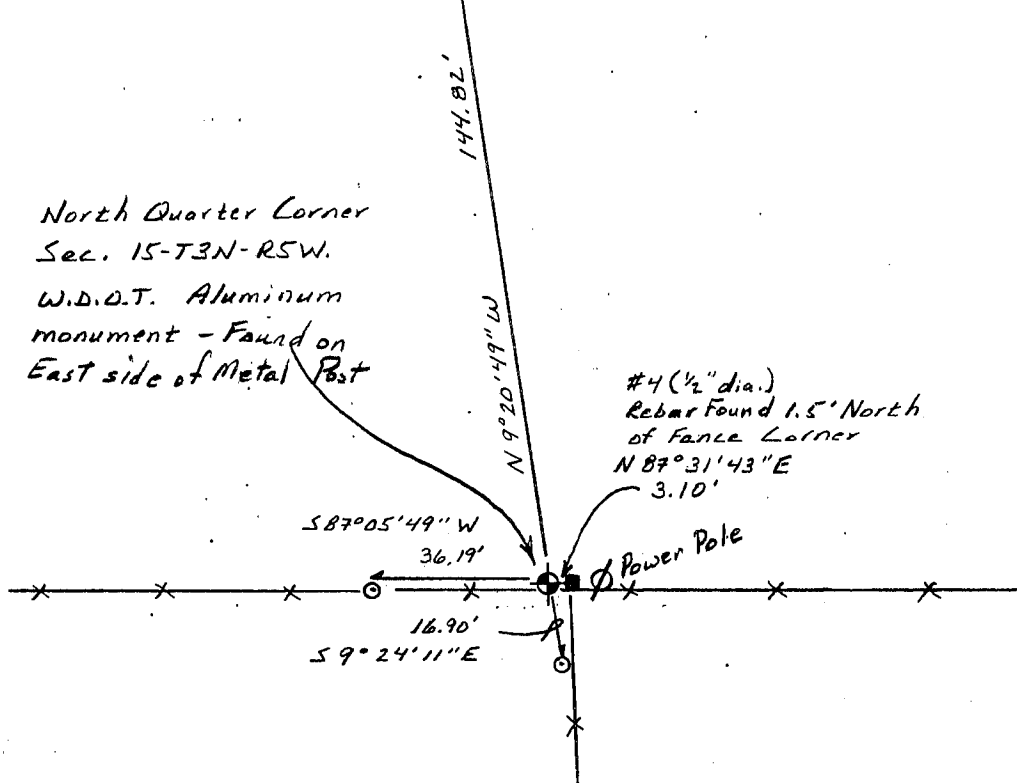 144.82'
North Quarter Corner
Sec. 15-T3N-R5W.
W.D.O.T. Aluminum
monument - Found on
East side of Metal Post
N 9°20'49" W
#4 (1/2" dia.)
Rebar Found 1.5' North
of Fence Corner
N 87°31'43" E
3.10'
S87°05'49" W
36.19'
Power Pole
16.90'
S 9°24'11" E